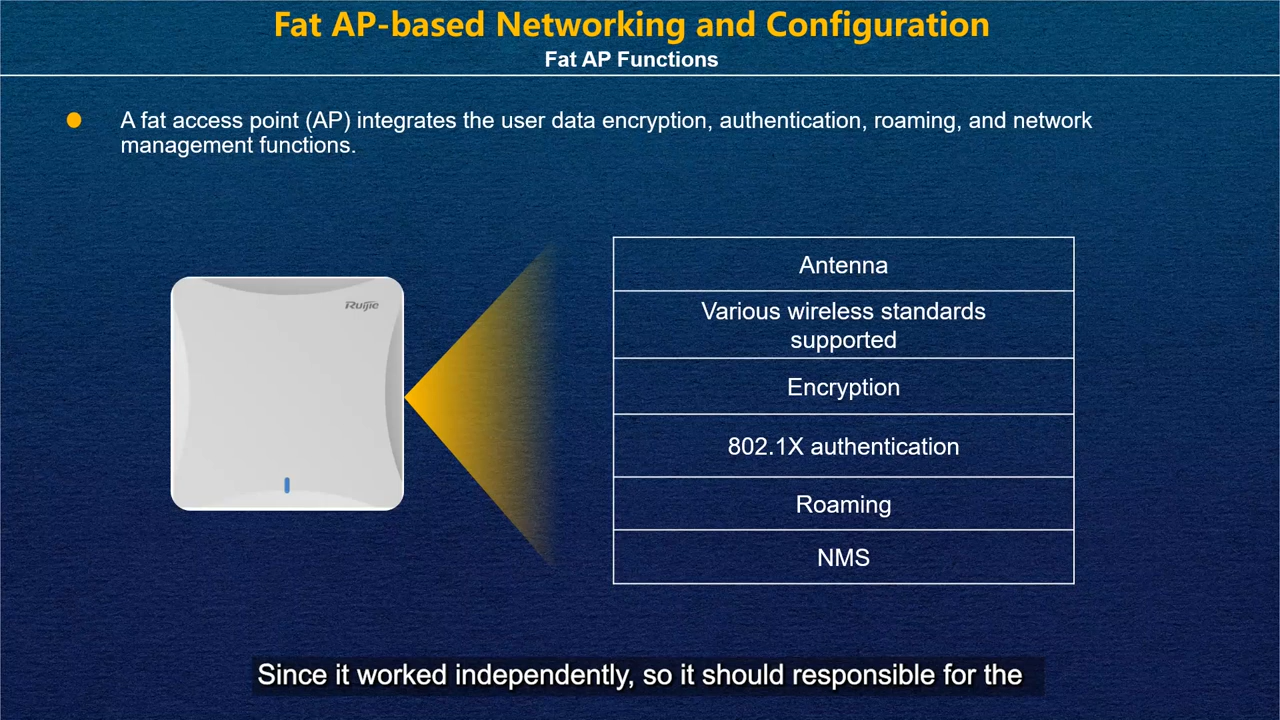 Fat AP-based Networking and Configuration
Fat AP Functions
A fat access point (AP) integrates the user data encryption, authentication, roaming, and network
management functions.
Ruijie
Antenna
Various wireless standards
supported
Encryption
802.1X authentication
Roaming
NMS
Since it worked independently, so it should responsible for the